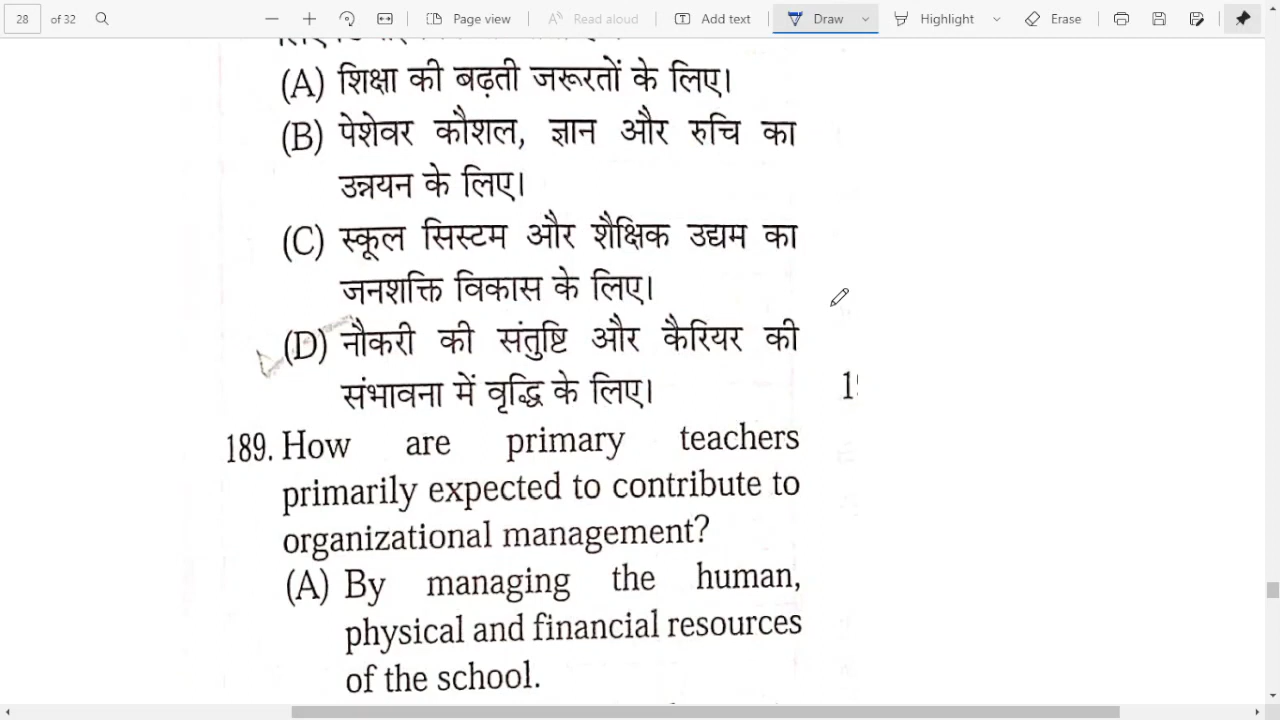 28 of 32 Page view Read aloud Add text Draw Highlight Erase
(A) शिक्षा की बढ़ती जरूरतों के लिए।
(B) पेशेवर कौशल, ज्ञान और रुचि का
उन्नयन के लिए।
(C) स्कूल सिस्टम और शैक्षिक उद्यम का
जनशक्ति विकास के लिए।
(D) नौकरी की संतुष्टि और कैरियर की
संभावना में वृद्धि के लिए।
189. How are primary teachers
primarily expected to contribute to
organizational management?
(A) By managing the human,
physical and financial resources
of the school.